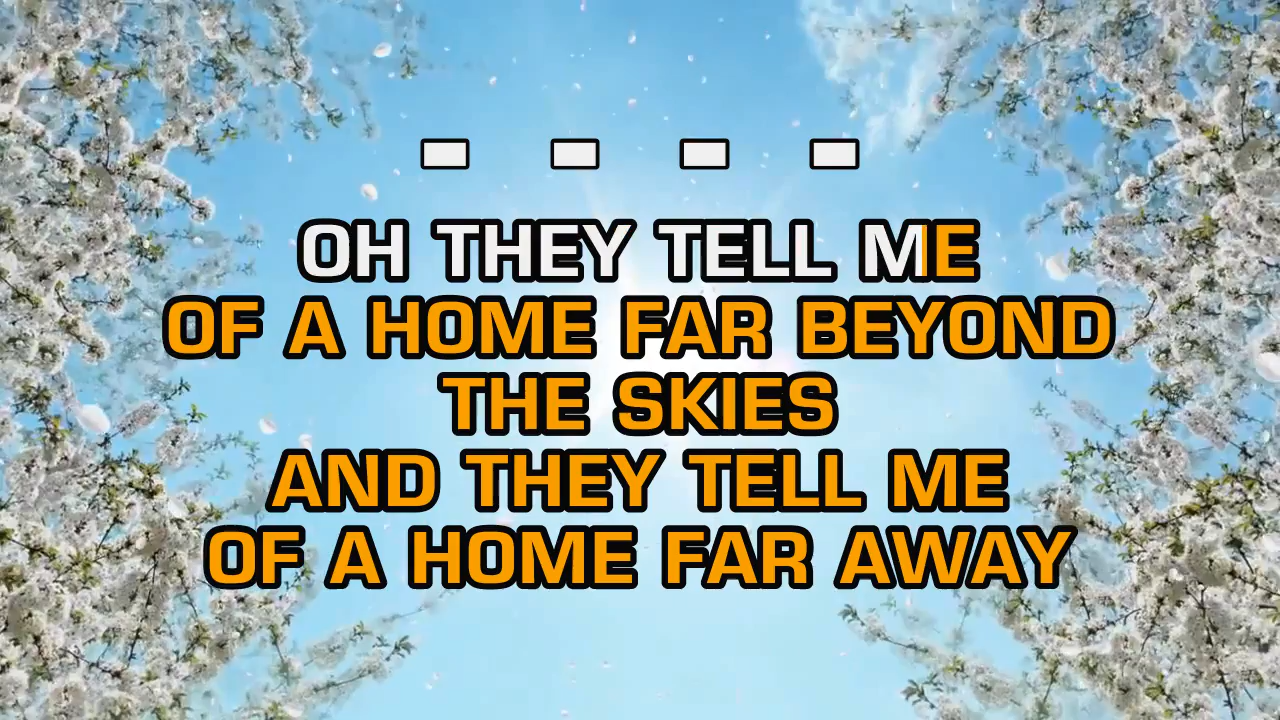 - - - -
OH THEY TELL ME
OF A HOME FAR BEYOND
THE SKIES
AND THEY TELL ME
OF A HOME FAR AWAY